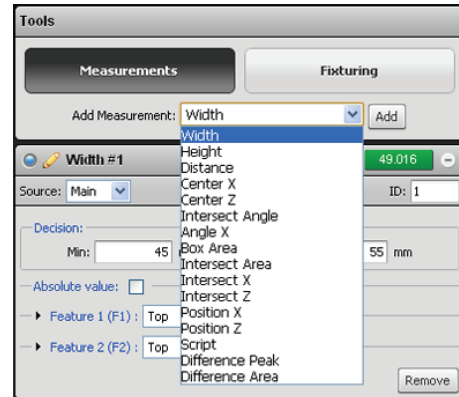 Tools
Measurements Fixturing
Add Measurement: Width Add
Width
Width #1 49.016
Height
Distance
Source: Main ID: 1
Center X
Center Z
Intersect Angle
Decision:
Angle X
Min: 45 Box Area 55 mm
Intersect Area
Absolute value: Intersect X
Intersect Z
Feature 1 (F1) : Top Position X
Position Z
Feature 2 (F2) : Top Script
Difference Peak
Difference Area
Remove